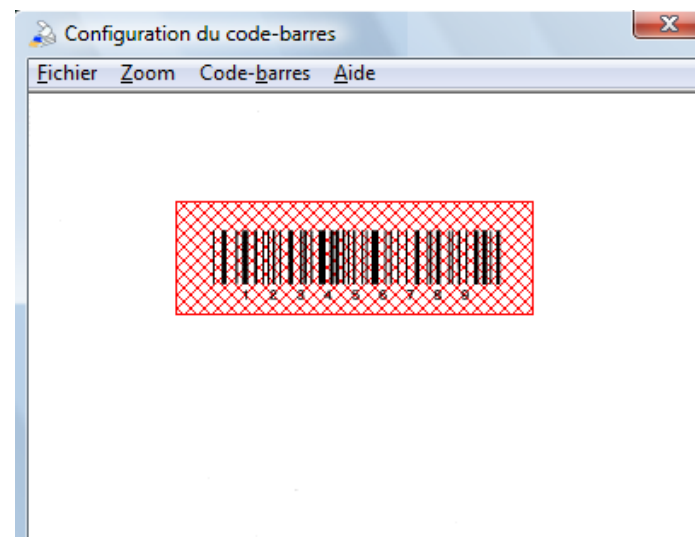 Configuration du code-barres
Fichier Zoom Code-barres Aide
1 2 3 4 5 6 7 8 9